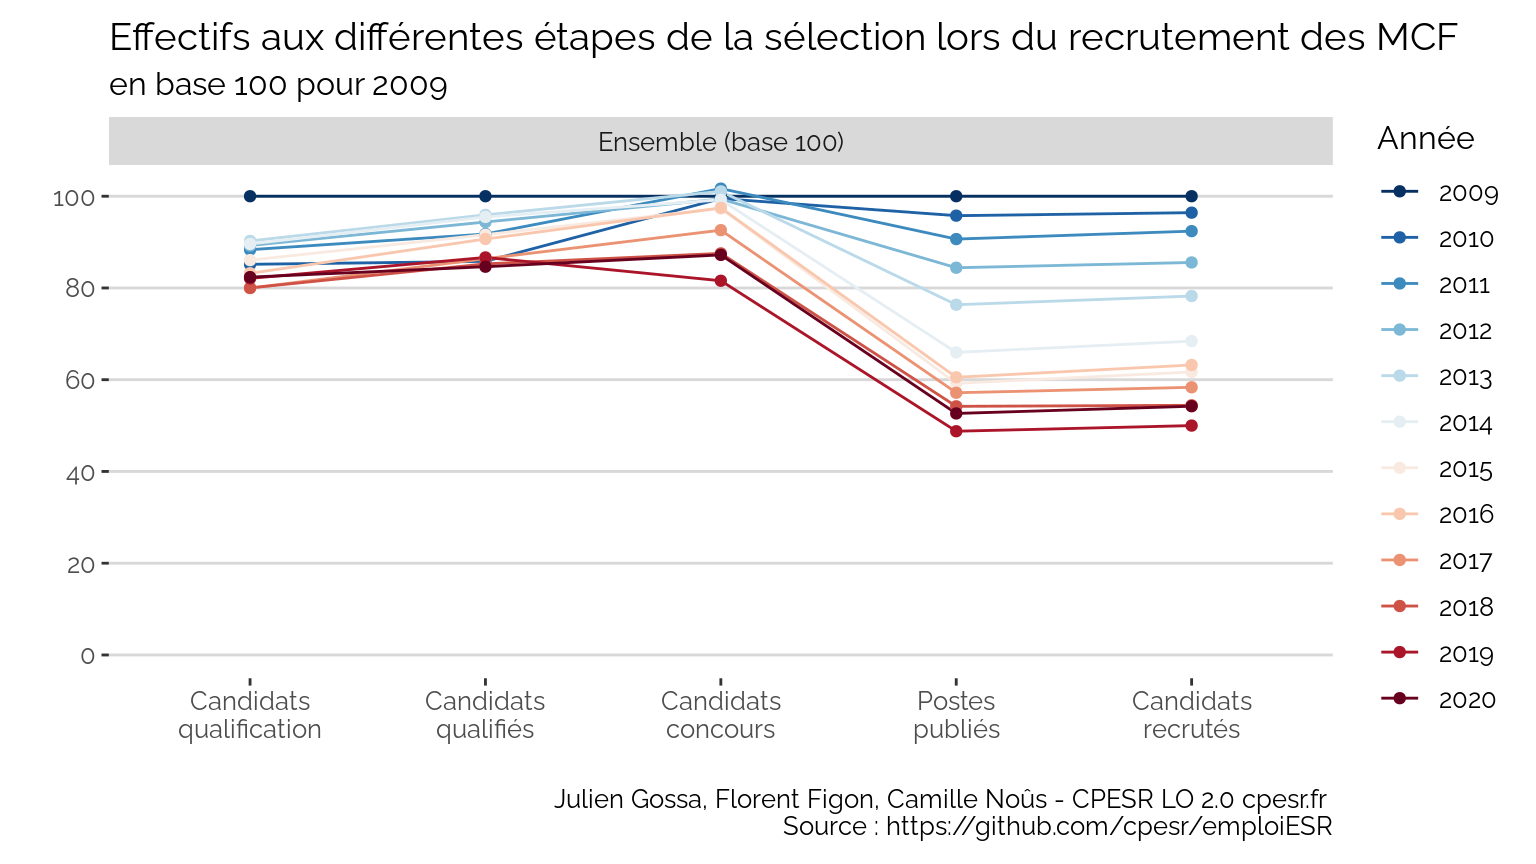 Effectifs aux différentes étapes de la sélection lors du recrutement des MCF
en base 100 pour 2009
Ensemble (base 100)
Année
2009
2010
2011
2012
2013
2014
2015
2016
2017
2018
2019
2020
100
80
60
40
20
0
Candidats
qualification
Candidats
qualifiés
Candidats
concours
Postes
publiés
Candidats
recrutés
Julien Gossa, Florent Figon, Camille Noûs - CPESR LO 2.0 cpesr.fr
Source : https://github.com/cpesr/emploiESR